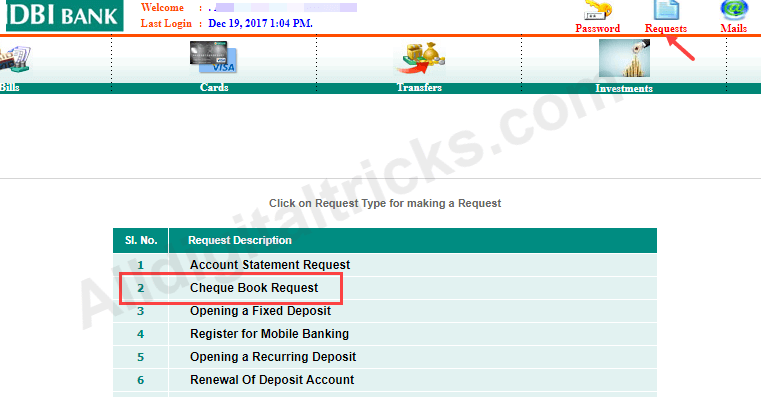 DBI BANK
Welcome : . .
Last Login : Dec 19, 2017 1:04 PM.
Password Requests Mails
Bills Cards Transfers Investments
VISA
Alldigitaltricks.com
Click on Request Type for making a Request
Sl. No. Request Description
1 Account Statement Request
2 Cheque Book Request
3 Opening a Fixed Deposit
4 Register for Mobile Banking
5 Opening a Recurring Deposit
6 Renewal Of Deposit Account